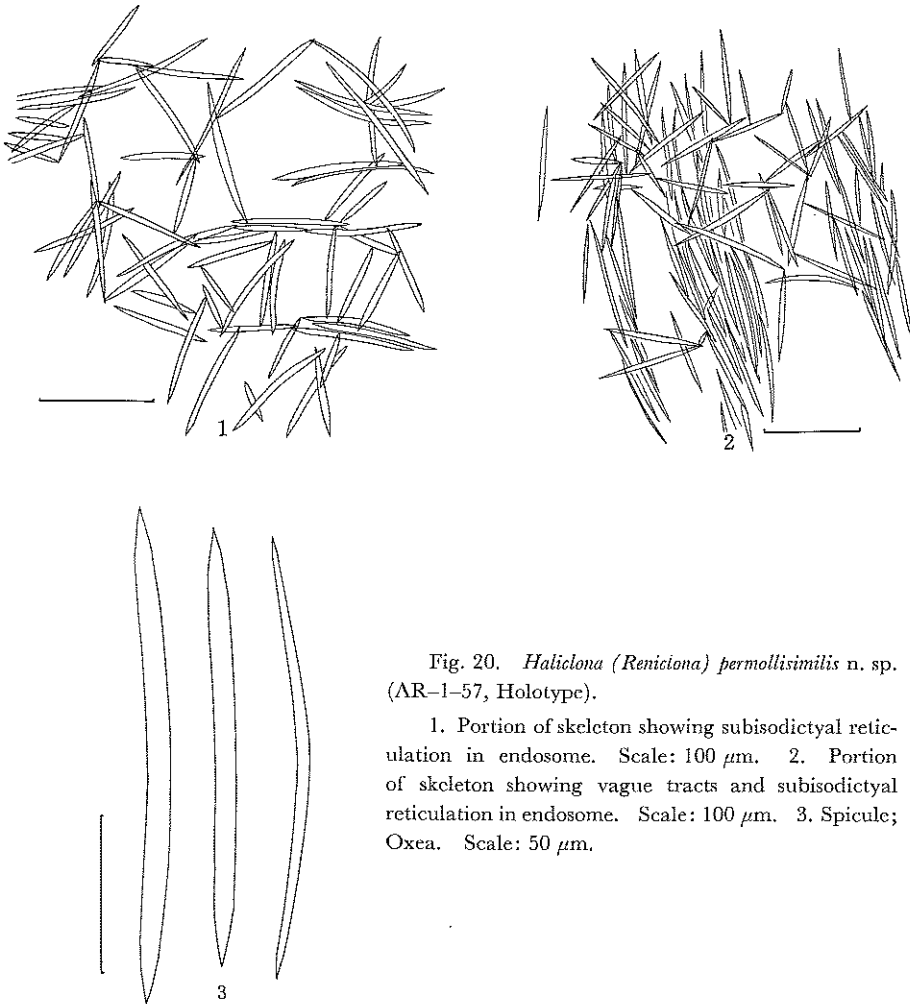 1
2
3
Fig. 20. Haliclona (Reniclona) permollisimilis n. sp.
(AR–1–57, Holotype).
1. Portion of skeleton showing subisodictyal retic-
ulation in endosome. Scale: 100 μm. 2. Portion
of skeleton showing vague tracts and subisodictyal
reticulation in endosome. Scale: 100 μm. 3. Spicule;
Oxea. Scale: 50 μm.